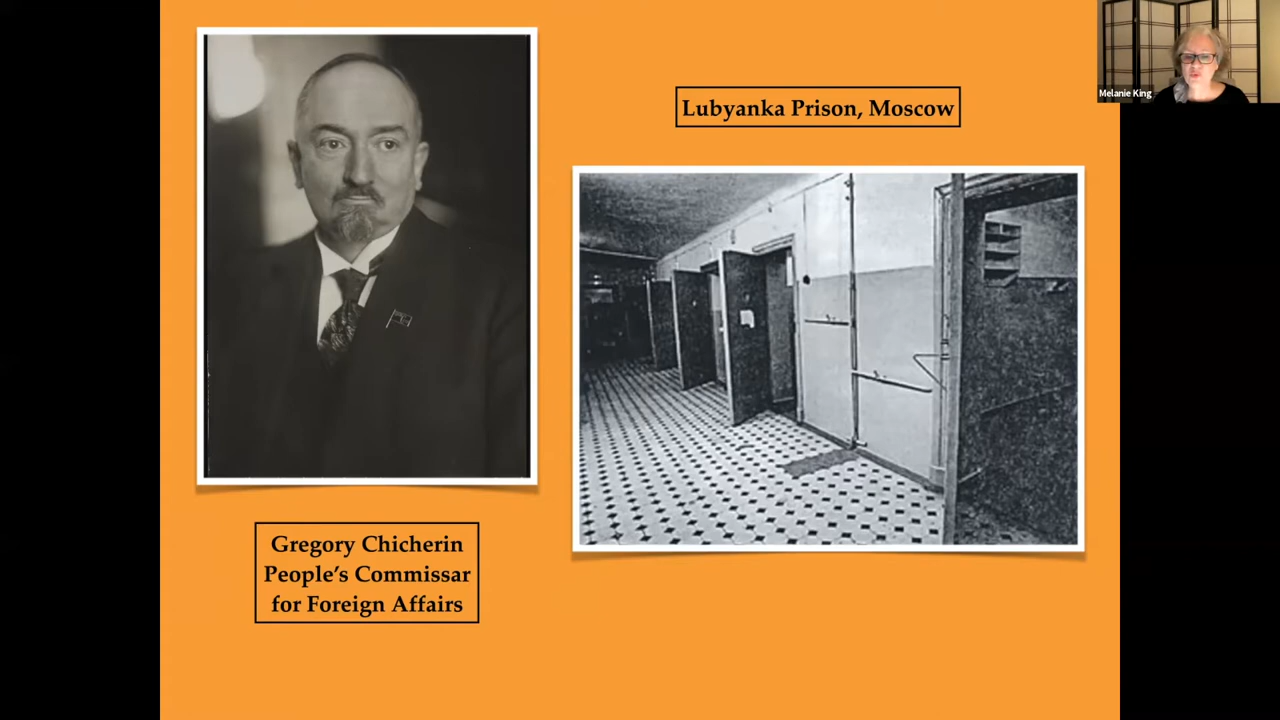 Lubyanka Prison, Moscow
Melanie King
Gregory Chicherin
People’s Commissar
for Foreign Affairs